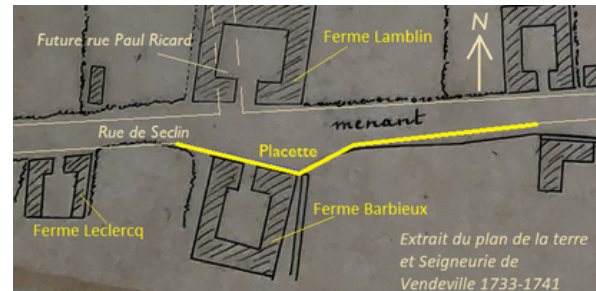 Future rue Paul Ricard
Ferme Lamblin
N
Rue de Seclin
menant
Placette
Ferme Leclercq
Ferme Barbieux
Extrait du plan de la terre
et Seigneurie de
Vendeville 1733-1741